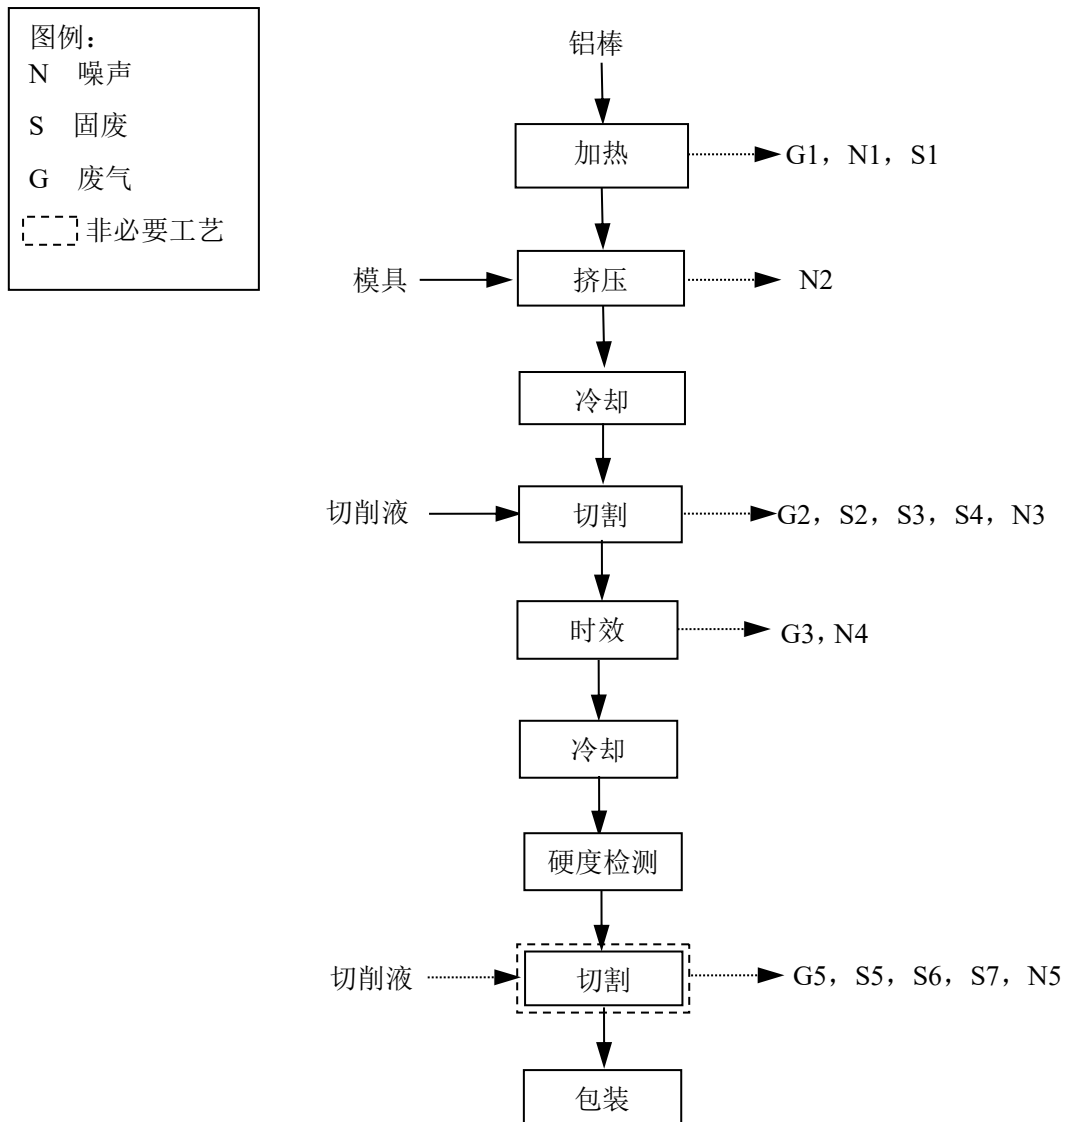 图例：
N 噪声
S 固废
G 废气
非必要工艺
铝棒
加热
G1，N1，S1
模具
挤压
N2
冷却
切削液
切割
G2，S2，S3，S4，N3
时效
G3，N4
冷却
硬度检测
切削液
切割
G5，S5，S6，S7，N5
包装